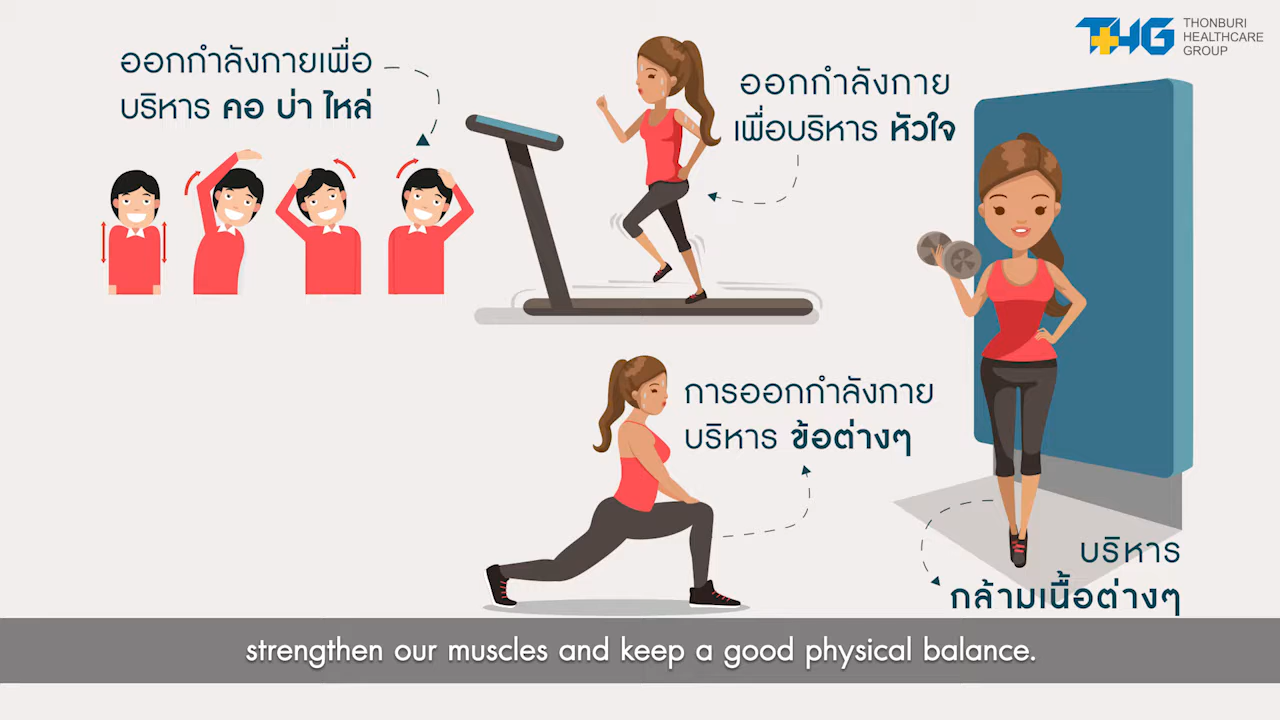 ออกกำลังกายเพื่อ
บริหาร คอ บ่า ไหล่
ออกกำลังกาย
เพื่อบริหาร หัวใจ
THG
THONBURI
HEALTHCARE
GROUP
การออกกำลังกาย
บริหาร ข้อต่างๆ
บริหาร
กล้ามเนื้อต่างๆ
strengthen our muscles and keep a good physical balance.